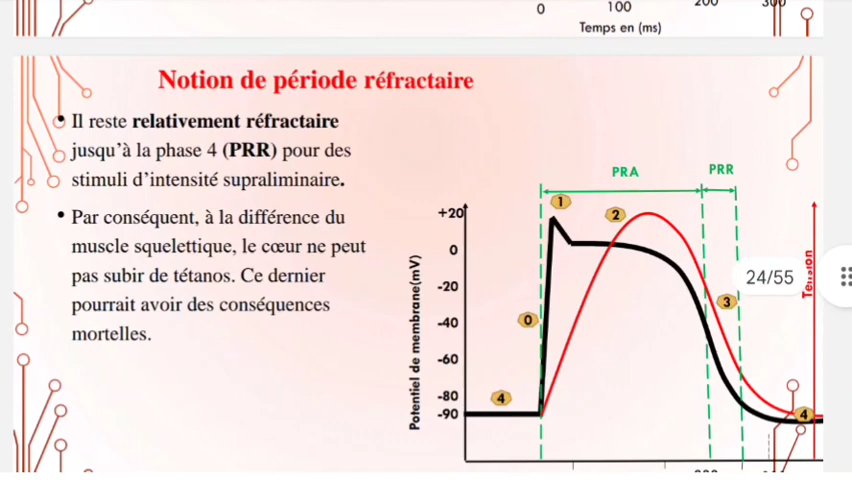 0 100 200 300
Temps en (ms)
Notion de période réfractaire
• Il reste relativement réfractaire
jusqu'à la phase 4 (PRR) pour des
stimuli d'intensité supraliminaire.
• Par conséquent, à la différence du
muscle squelettique, le cœur ne peut
pas subir de tétanos. Ce dernier
pourrait avoir des conséquences
mortelles.
PRA PRR
1
2
+20
0
-20
-40
-60
-80
-90
Potentiel de membrane(mV)
0
3
4
4
Tension
24/55